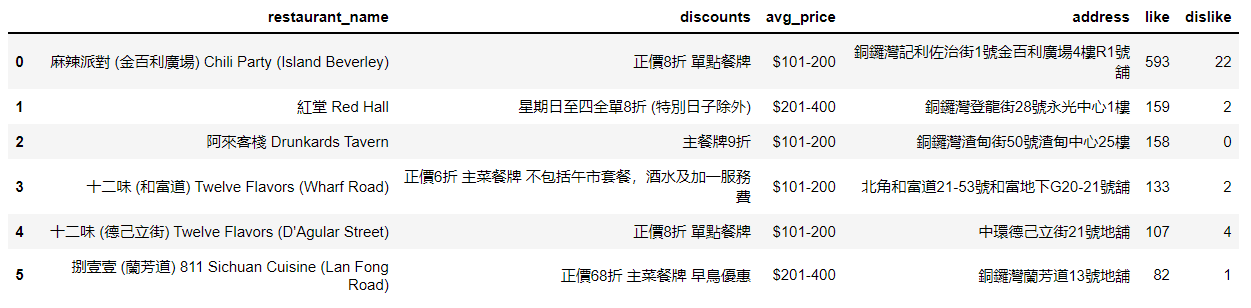 restaurant_name discounts avg_price address like dislike
0 麻辣派對 (金百利廣場) Chili Party (Island Beverley) 正價8折 單點餐牌 $101-200 銅鑼灣記利佐治街1號金百利廣場4樓R1號
舖 593 22
1 紅堂 Red Hall 星期日至四全單8折 (特別日子除外) $201-400 銅鑼灣登龍街28號永光中心1樓 159 2
2 阿來客棧 Drunkards Tavern 主餐牌9折 $101-200 銅鑼灣渣甸街50號渣甸中心25樓 158 0
3 十二味 (和富道) Twelve Flavors (Wharf Road) 正價6折 主菜餐牌 不包括午市套餐，酒水及加一服務
費 $101-200 北角和富道21-53號和富地下G20-21號舖 133 2
4 十二味 (德己立街) Twelve Flavors (D'Agular Street) 正價8折 單點餐牌 $101-200 中環德己立街21號地舖 107 4
5 捌壹壹 (蘭芳道) 811 Sichuan Cuisine (Lan Fong
Road) 正價68折 主菜餐牌 早鳥優惠 $201-400 銅鑼灣蘭芳道13號地舖 82 1